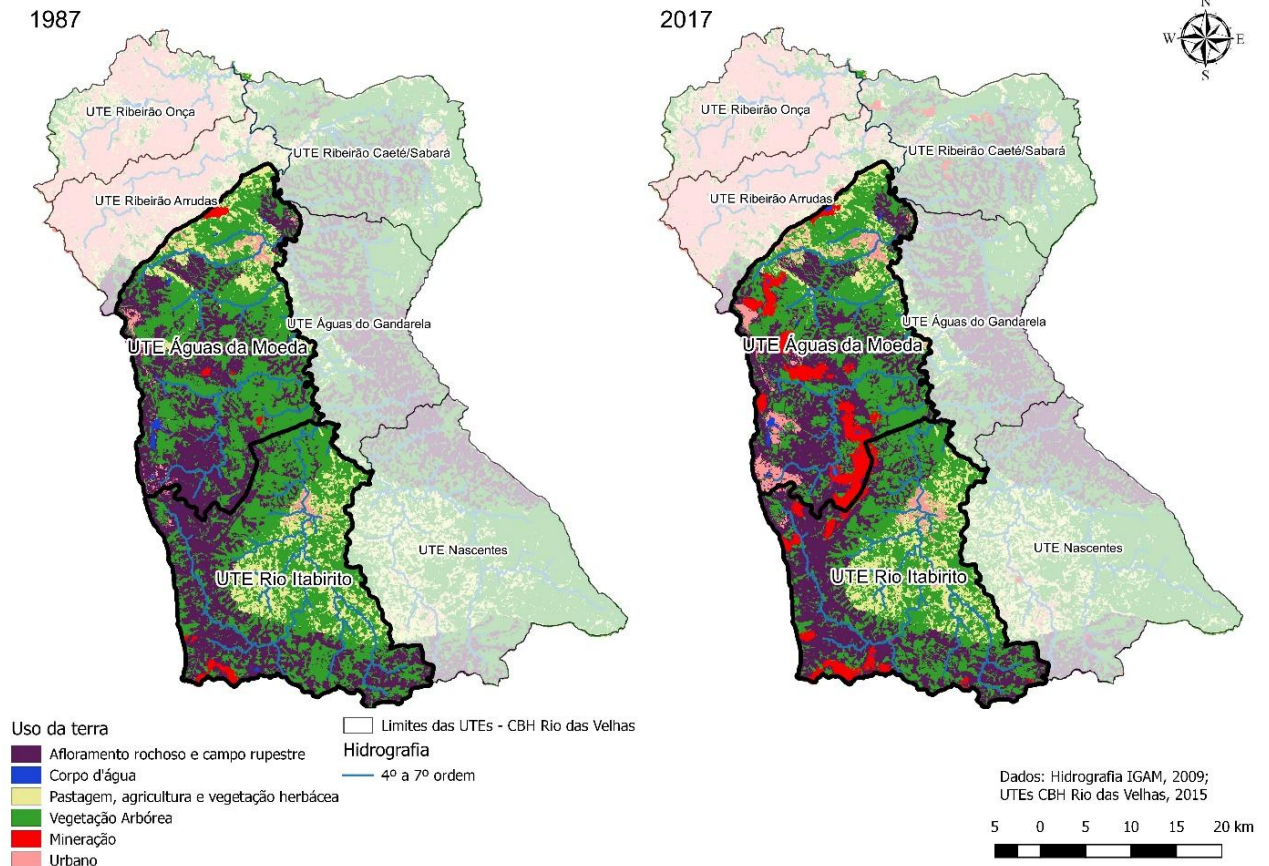 1987
2017
N
W E
S
UTE Ribeirão Onça
UTE Ribeirão Caeté/Sabará
UTE Ribeirão Arrudas
UTE Águas do Gandarela
UTE Águas da Moeda
UTE Nascentes
UTE Rio Itabirito
UTE Ribeirão Onça
UTE Ribeirão Caeté/Sabará
UTE Ribeirão Arrudas
UTE Águas do Gandarela
UTE Águas da Moeda
UTE Nascentes
UTE Rio Itabirito
Uso da terra
Afloramento rochoso e campo rupestre
Corpo d'água
Pastagem, agricultura e vegetação herbácea
Vegetação Arbórea
Mineração
Urbano
Limites das UTEs - CBH Rio das Velhas
Hidrografia
4º a 7º ordem
Dados: Hidrografia IGAM, 2009;
UTEs CBH Rio das Velhas, 2015
5 0 5 10 15 20 km